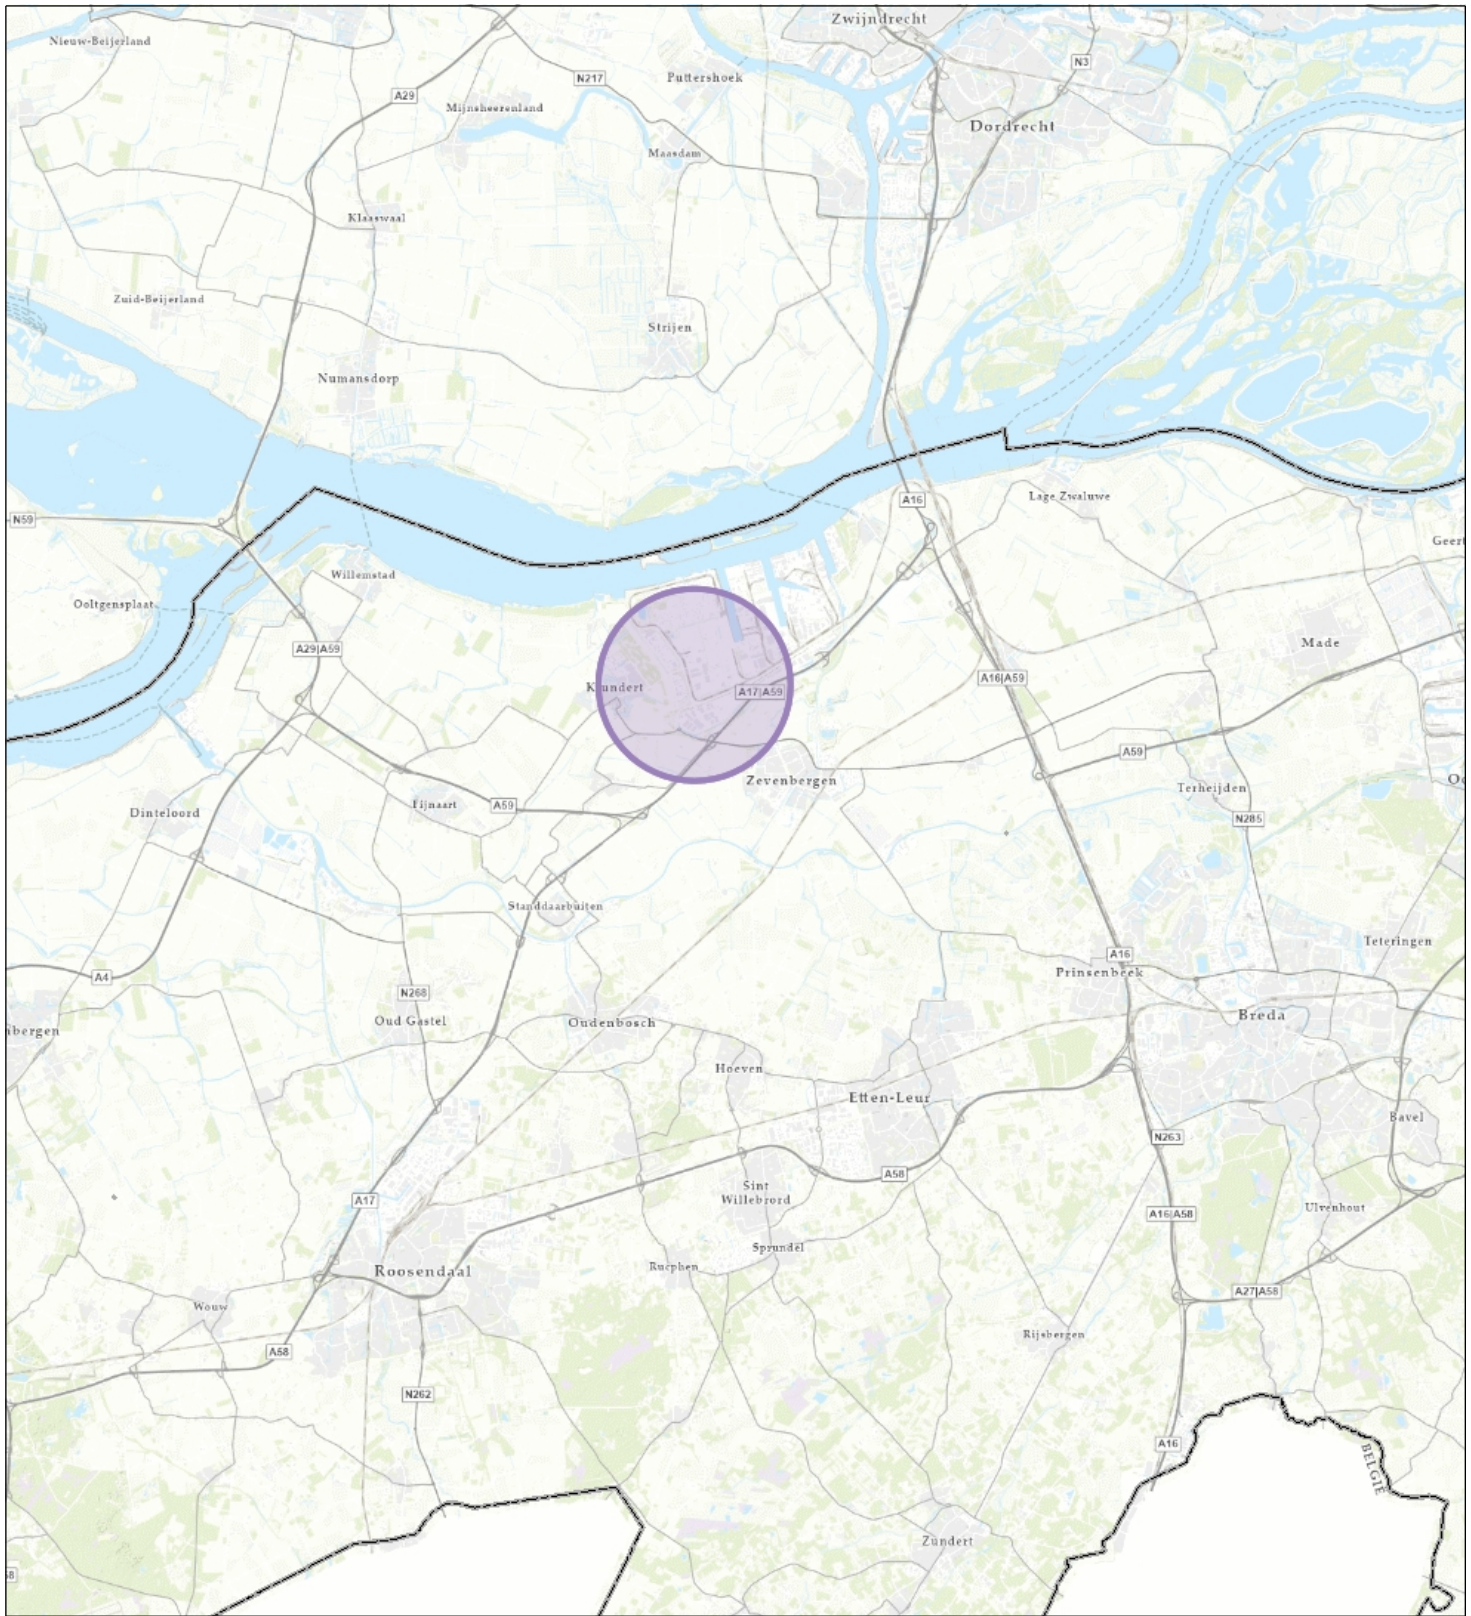 Zwijndrecht
Nieuw-Beijerland
N3
N217
Puttershoek
A29
Mijnsheerenland
Dordrecht
Maasdam
Klaaswaal
Zuid-Beijerland
Strijen
Numansdorp
Lage Zwaluwe
A16
N59
Geert
Willemstad
Ooltgensplaat
Made
A29|A59
A16|A59
Klundert
A17|A59
A59
Zevenbergen
Terheijden
Fijnaart
A59
Dinteloord
N285
Standdaarbuiten
Teteringen
A16
Prinsenbeek
A4
N268
Breda
Oud Gastel
Oudenbosch
bergen
Hoeven
Etten-Leur
Bavel
N263
A58
Sint
Willebrord
A17
Ulvenhout
A16|A58
Sprundel
Rucphen
Roosendaal
A27|A58
Wouw
Rijsbergen
A58
N262
A16
BELGIË
Zundert